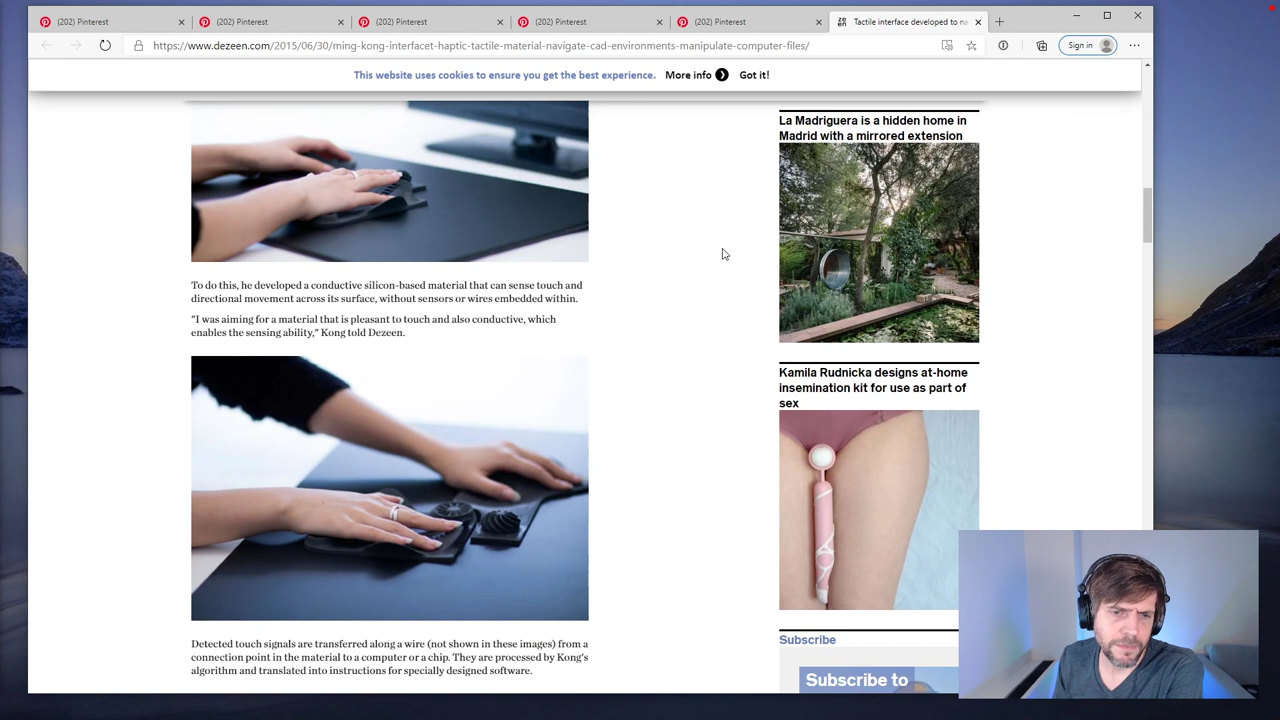 (202) Pinterest
(202) Pinterest
(202) Pinterest
(202) Pinterest
(202) Pinterest
Tactile interface developed to na
https://www.dezeen.com/2015/06/30/ming-kong-interfacet-haptic-tactile-material-navigate-cad-environments-manipulate-computer-files/
Sign in
This website uses cookies to ensure you get the best experience. More info Got it!
To do this, he developed a conductive silicon-based material that can sense touch and
directional movement across its surface, without sensors or wires embedded within.
"I was aiming for a material that is pleasant to touch and also conductive, which
enables the sensing ability," Kong told Dezeen.
Detected touch signals are transferred along a wire (not shown in these images) from a
connection point in the material to a computer or a chip. They are processed by Kong's
algorithm and translated into instructions for specially designed software.
La Madriguera is a hidden home in
Madrid with a mirrored extension
Kamila Rudnicka designs at-home
insemination kit for use as part of
sex
Subscribe
Subscribe to